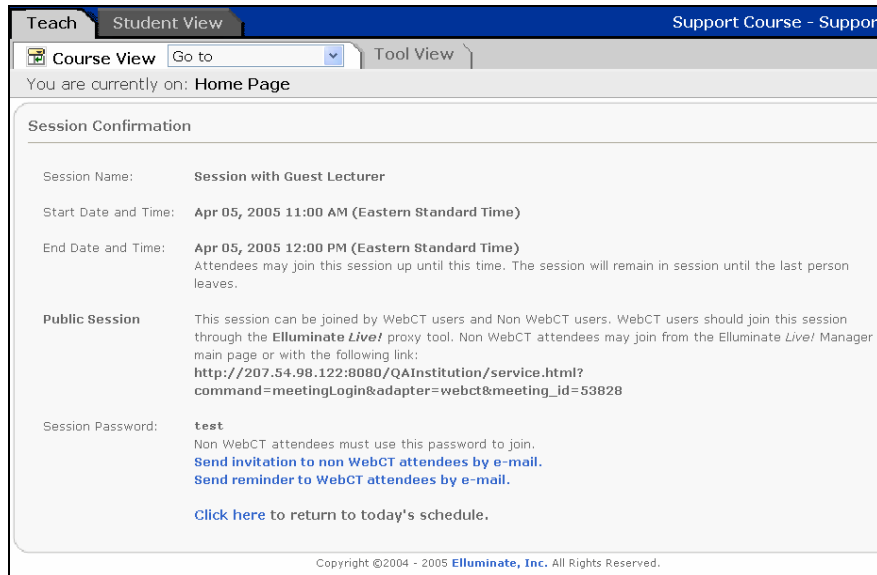 Teach Student View Support Course - Suppor
Course View Go to Tool View
You are currently on: Home Page
Session Confirmation
Session Name: Session with Guest Lecturer
Start Date and Time: Apr 05, 2005 11:00 AM (Eastern Standard Time)
End Date and Time: Apr 05, 2005 12:00 PM (Eastern Standard Time)
Attendees may join this session up until this time. The session will remain in session until the last person
leaves.
Public Session This session can be joined by WebCT users and Non WebCT users. WebCT users should join this session
through the Elluminate Live! proxy tool. Non WebCT attendees may join from the Elluminate Live! Manager
main page or with the following link:
http://207.54.98.122:8080/QAInstitution/service.html?
command=meetingLogin&adapter=webct&meeting_id=53828
Session Password: test
Non WebCT attendees must use this password to join.
Send invitation to non WebCT attendees by e-mail.
Send reminder to WebCT attendees by e-mail.
Click here to return to today's schedule.
Copyright ©2004 - 2005 Elluminate, Inc. All Rights Reserved.